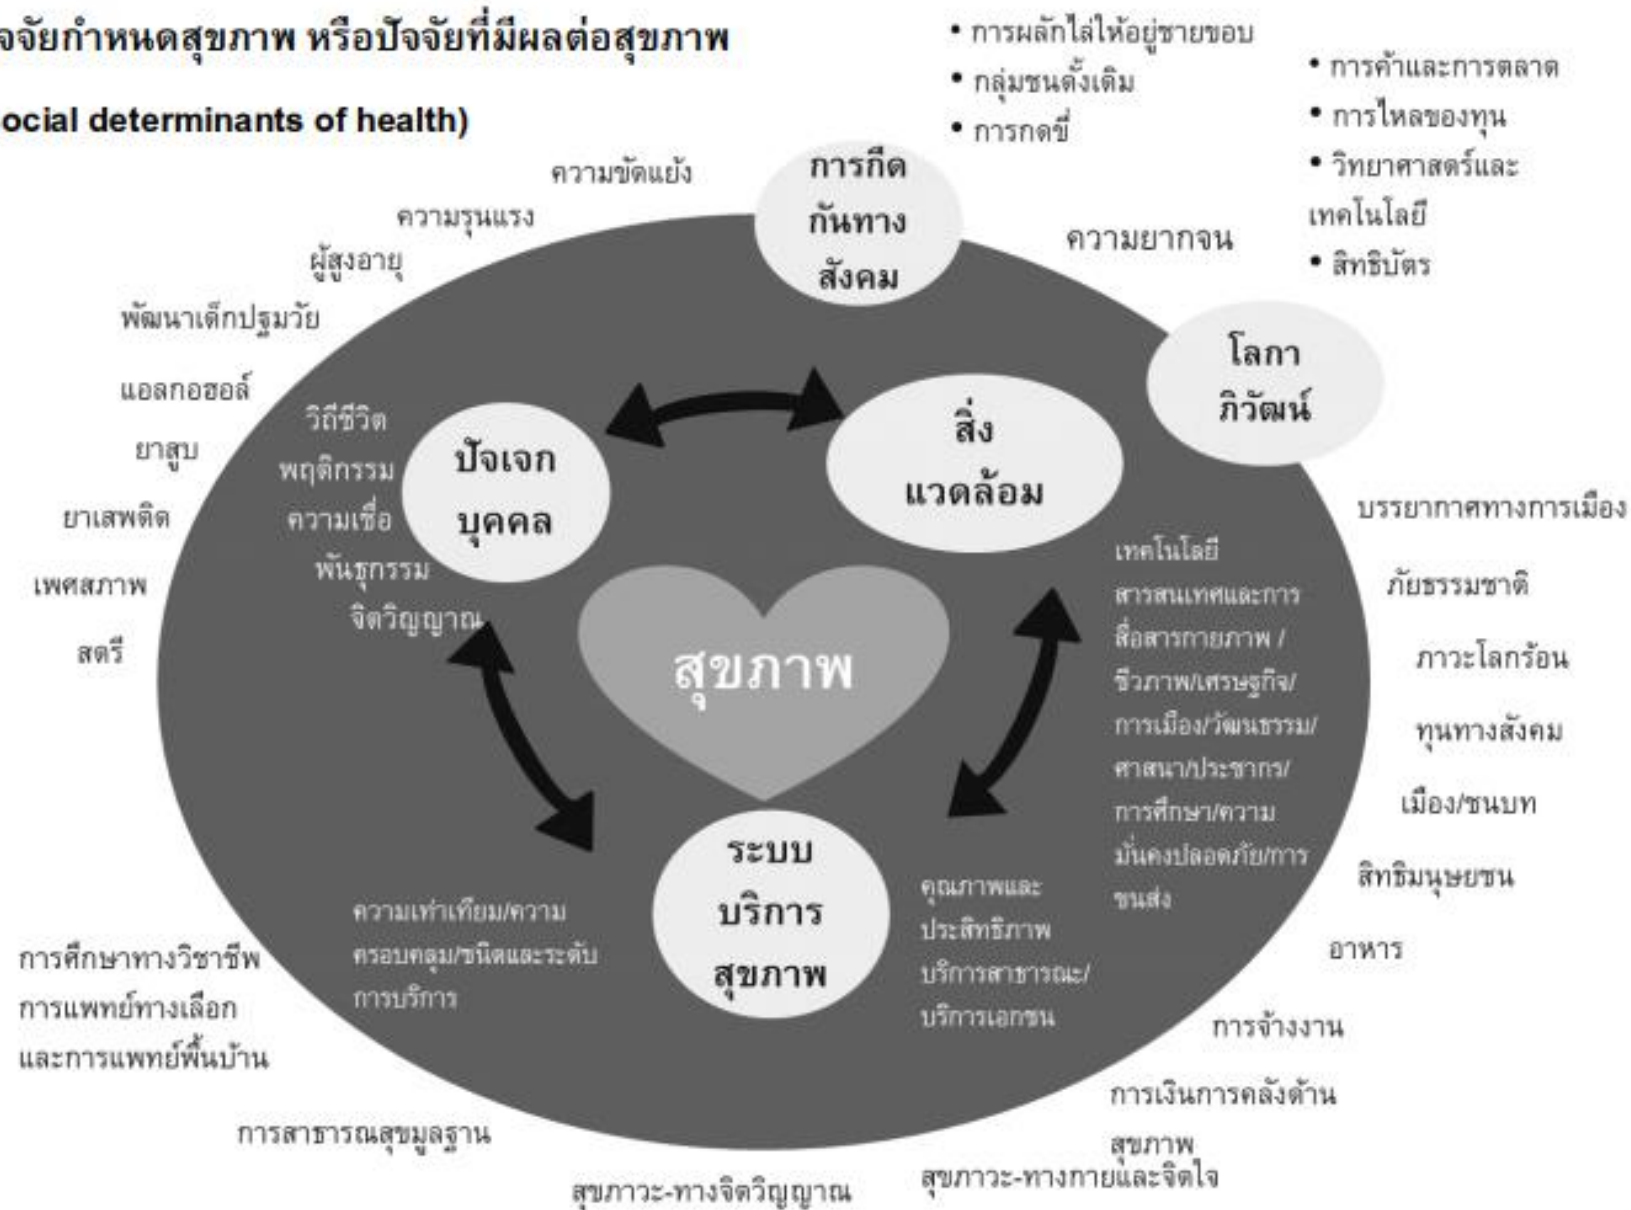 จจัยกำหนดสุขภาพ หรือปัจจัยที่มีผลต่อสุขภาพ
ocial determinants of health)
• การผลักไล่ให้อยู่ชายขอบ
• กลุ่มชนดั้งเดิม
• การกดขี่
• การค้าและการตลาด
• การไหลของทุน
• วิทยาศาสตร์และ
เทคโนโลยี
• สิทธิบัตร
ความขัดแย้ง
ความรุนแรง
ผู้สูงอายุ
พัฒนาเด็กปฐมวัย
แอลกอฮอล์
ยาสูบ
ยาเสพติด
เพศสภาพ
สตรี
การกีด
กันทาง
สังคม
ความยากจน
โลกา
ภิวัฒน์
วิถีชีวิต
พฤติกรรม
ความเชื่อ
พันธุกรรม
จิตวิญญาณ
ปัจเจก
บุคคล
สิ่ง
แวดล้อม
สุขภาพ
เทคโนโลยี
สารสนเทศและการ
สื่อสารกายภาพ /
ชีวภาพ/เศรษฐกิจ/
การเมือง/วัฒนธรรม/
ศาสนา/ประชากร/
การศึกษา/ความ
มั่นคงปลอดภัย/การ
ขนส่ง
บรรยากาศทางการเมือง
ภัยธรรมชาติ
ภาวะโลกร้อน
ทุนทางสังคม
เมือง/ชนบท
สิทธิมนุษยชน
อาหาร
การจ้างงาน
การเงินการคลังด้าน
สุขภาพ
ระบบ
บริการ
สุขภาพ
ความเท่าเทียม/ความ
ครอบคลุม/ชนิดและระดับ
การบริการ
คุณภาพและ
ประสิทธิภาพ
บริการสาธารณะ/
บริการเอกชน
การศึกษาทางวิชาชีพ
การแพทย์ทางเลือก
และการแพทย์พื้นบ้าน
การสาธารณสุขมูลฐาน
สุขภาวะ-ทางจิตวิญญาณ
สุขภาวะ-ทางกายและจิตใจ